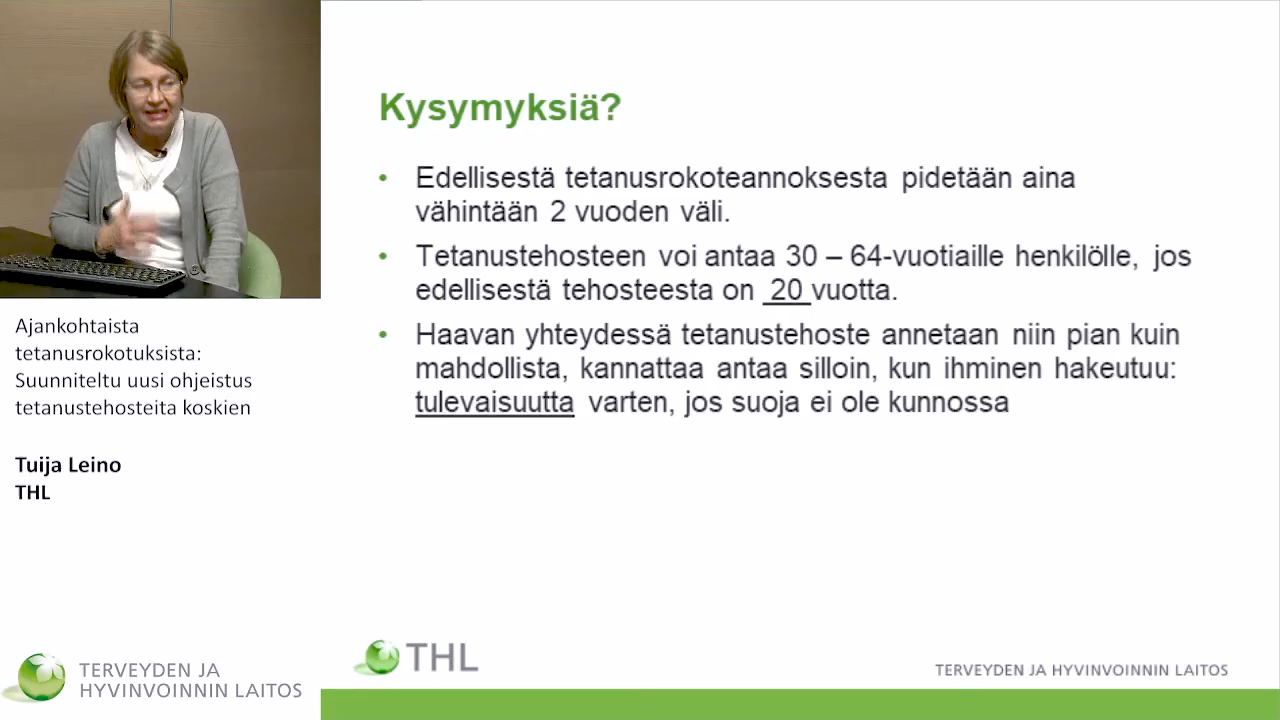 Kysymyksiä?
• Edellisestä tetanusrokoteannoksesta pidetään aina
vähintään 2 vuoden väli.
• Tetanustehosteen voi antaa 30 – 64-vuotiaille henkilölle, jos
edellisestä tehosteesta on 20 vuotta.
• Haavan yhteydessä tetanustehoste annetaan niin pian kuin
mahdollista, kannattaa antaa silloin, kun ihminen hakeutuu:
tulevaisuutta varten, jos suoja ei ole kunnossa
Ajankohtaista
tetanusrokotuksista:
Suunniteltu uusi ohjeistus
tetanustehosteita koskien
Tuija Leino
THL
TERVEYDEN JA
HYVINVOINNIN LAITOS
THL
TERVEYDEN JA HYVINVOINNIN LAITOS